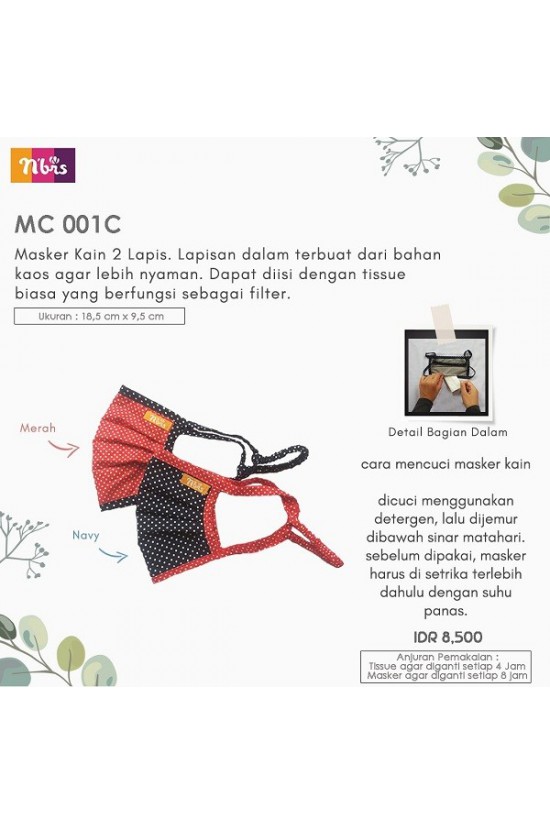 Nbrs
MC 001C
Masker Kain 2 Lapis. Lapisan dalam terbuat dari bahan
kaos agar lebih nyaman. Dapat diisi dengan tissue
biasa yang berfungsi sebagai filter.
Ukuran : 18,5 cm x 9,5 cm
Merah
Nbrs
Navy
Nbrs
Detail Bagian Dalam
cara mencuci masker kain
dicuci menggunakan
detergen, lalu dijemur
dibawah sinar matahari.
sebelum dipakai, masker
harus di setrika terlebih
dahulu dengan suhu
panas.
IDR 8,500
Anjuran Pemakaian :
Tissue agar diganti setiap 4 Jam
Masker agar diganti setiap 8 jam